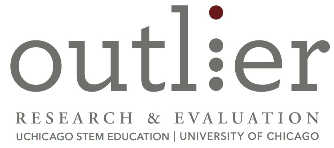 outlier
RESEARCH & EVALUATION
UCHICAGO STEM EDUCATION | UNIVERSITY OF CHICAGO